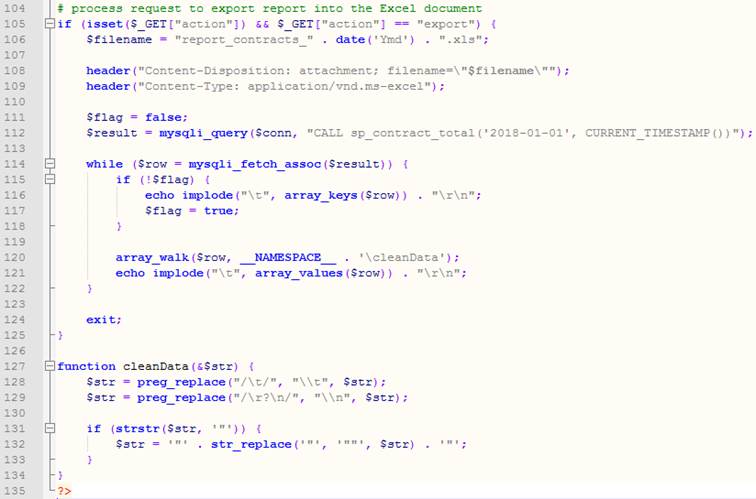 104 # process request to export report into the Excel document
105 if (isset($_GET["action"]) && $_GET["action"] == "export") {
106     $filename = "report_contracts_" . date('Ymd') . ".xls";
107
108     header("Content-Disposition: attachment; filename=\"$filename\"");
109     header("Content-Type: application/vnd.ms-excel");
110
111     $flag = false;
112     $result = mysqli_query($conn, "CALL sp_contract_total('2018-01-01', CURRENT_TIMESTAMP())");
113
114     while ($row = mysqli_fetch_assoc($result)) {
115         if (!$flag) {
116             echo implode("\t", array_keys($row)) . "\r\n";
117             $flag = true;
118         }
119
120         array_walk($row, __NAMESPACE__ . '\cleanData');
121         echo implode("\t", array_values($row)) . "\r\n";
122     }
123
124     exit;
125 }
126
127 function cleanData(&$str) {
128     $str = preg_replace("/\t/", "\\t", $str);
129     $str = preg_replace("/\r?\n/", "\\n", $str);
130
131     if (strstr($str, '"')) {
132         $str = '"' . str_replace('"', '""', $str) . '"';
133     }
134 }
135 ?>